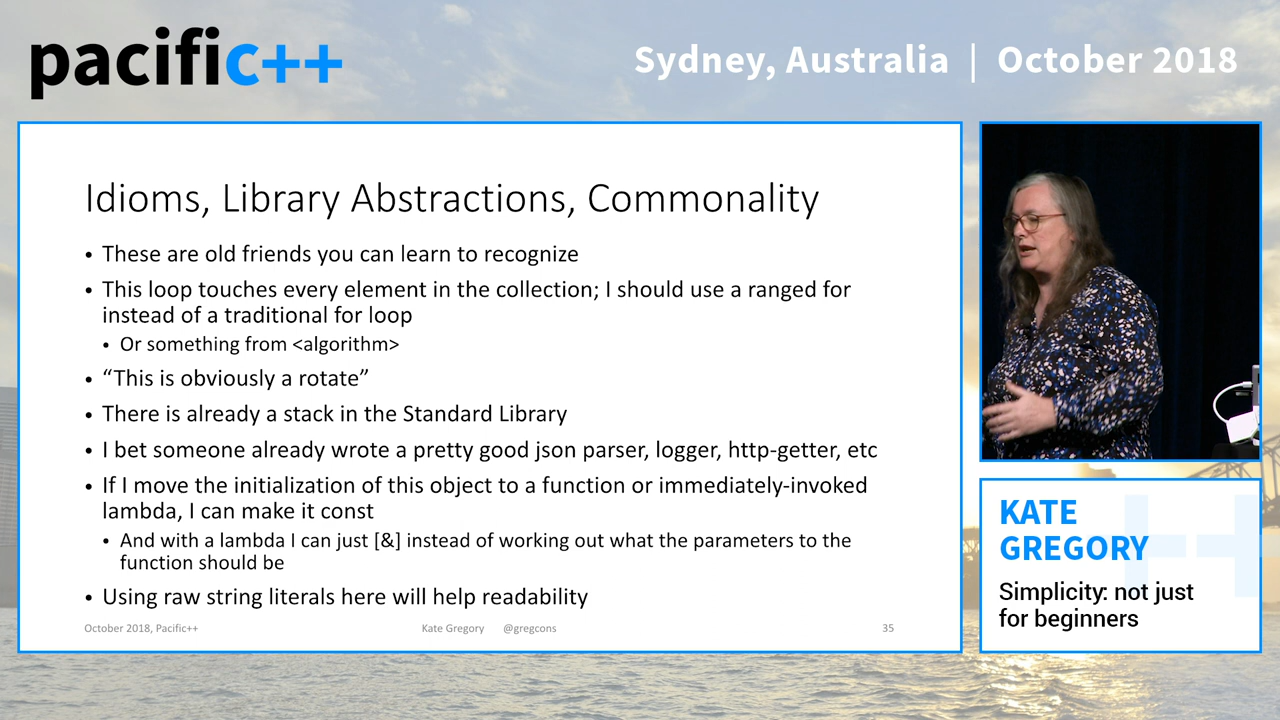 pacific++
Sydney, Australia | October 2018
Idioms, Library Abstractions, Commonality
• These are old friends you can learn to recognize
• This loop touches every element in the collection; I should use a ranged for
instead of a traditional for loop
• Or something from <algorithm>
• “This is obviously a rotate”
• There is already a stack in the Standard Library
• I bet someone already wrote a pretty good json parser, logger, http-getter, etc
• If I move the initialization of this object to a function or immediately-invoked
lambda, I can make it const
• And with a lambda I can just [&] instead of working out what the parameters to the
function should be
• Using raw string literals here will help readability
October 2018, Pacific++
Kate Gregory @gregcons
35
KATE
GREGORY
Simplicity: not just
for beginners